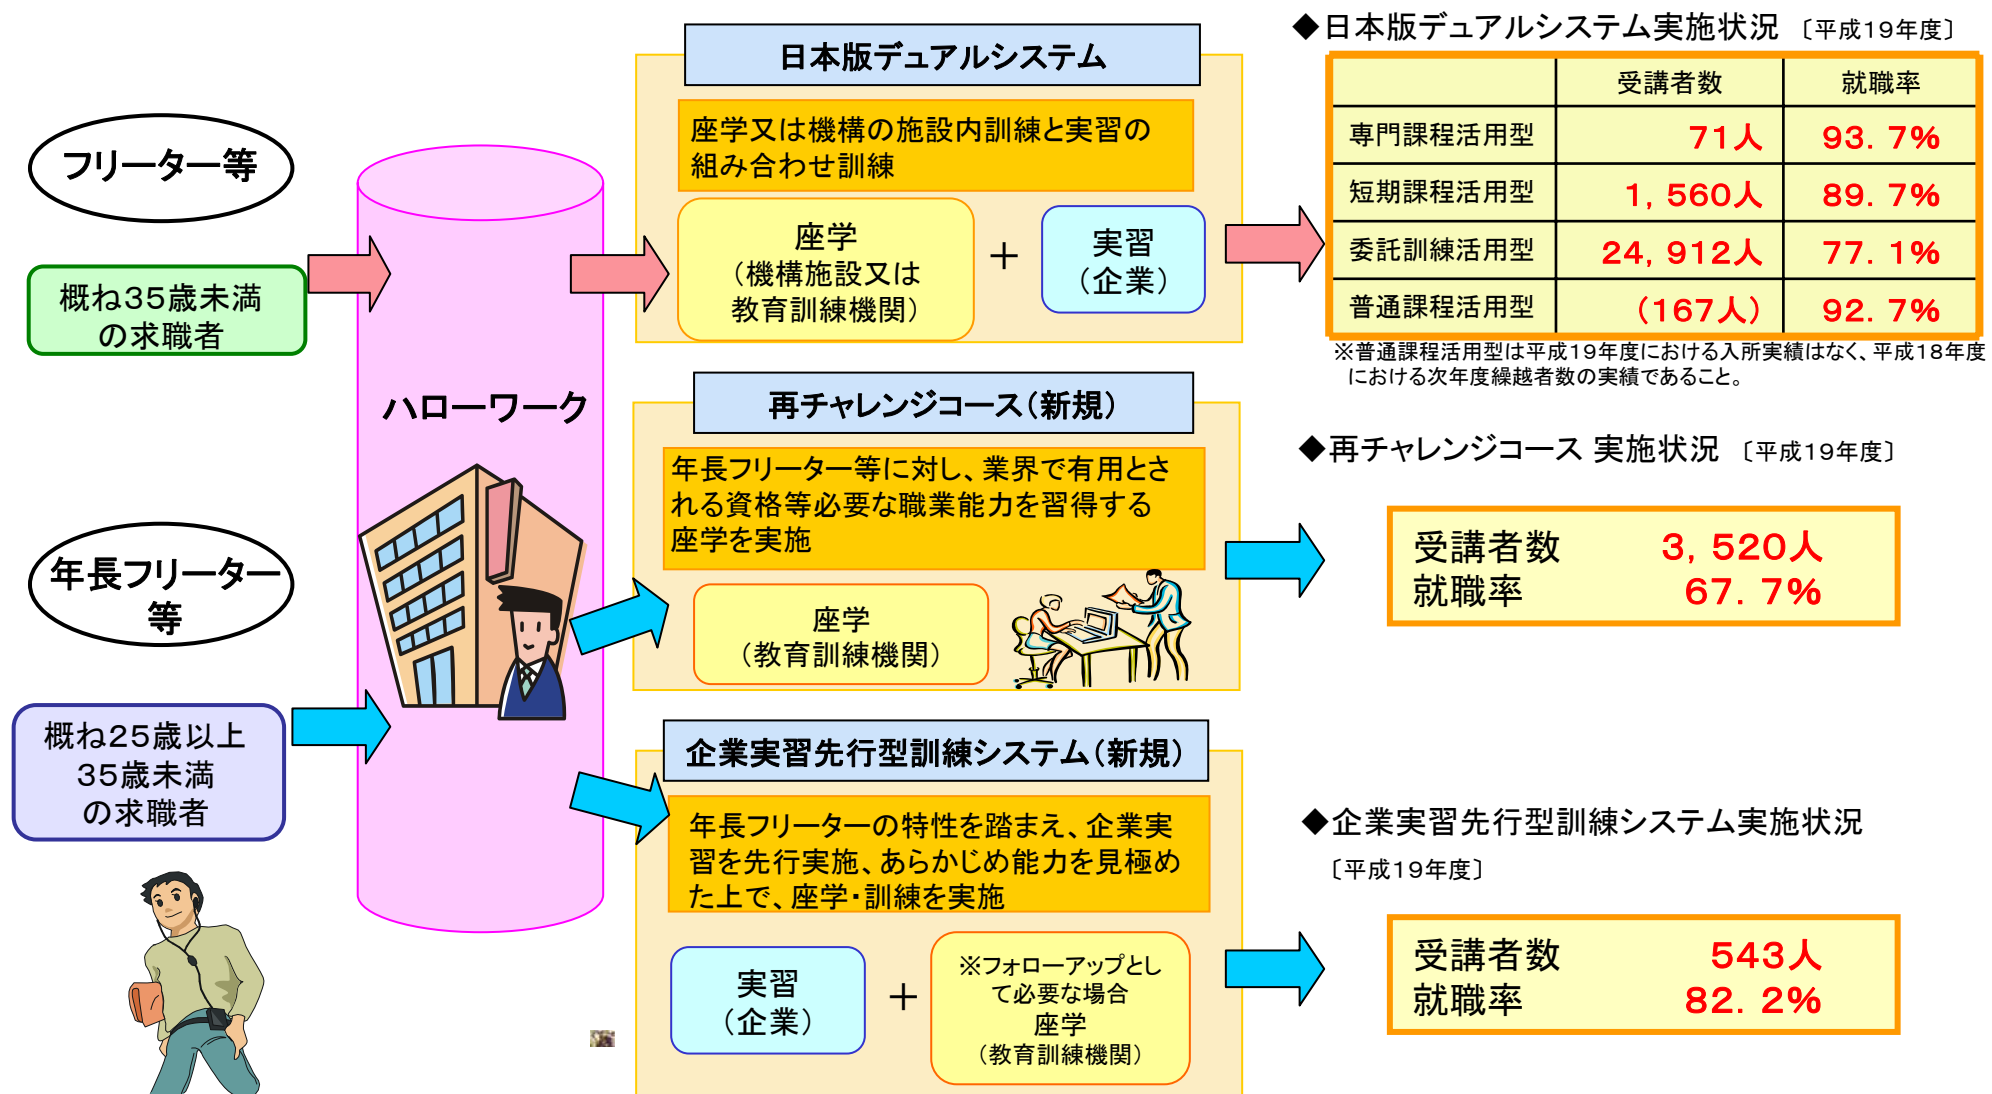 フリーター等
概ね35歳未満
の求職者
年長フリーター
等
概ね25歳以上
35歳未満
の求職者
ハローワーク
日本版デュアルシステム
座学又は機構の施設内訓練と実習の
組み合わせ訓練
座学
（機構施設又は
教育訓練機関）
＋
実習
（企業）
再チャレンジコース（新規）
年長フリーター等に対し、業界で有用とさ
れる資格等必要な職業能力を習得する
座学を実施
座学
（教育訓練機関）
企業実習先行型訓練システム（新規）
年長フリーターの特性を踏まえ、企業実
習を先行実施、あらかじめ能力を見極め
た上で、座学・訓練を実施
実習
（企業）
＋
※フォローアップとし
て必要な場合
座学
（教育訓練機関）
◆日本版デュアルシステム実施状況 〔平成19年度〕
受講者数 就職率
専門課程活用型 71人 93．7％
短期課程活用型 1，560人 89．7％
委託訓練活用型 24，912人 77．1％
普通課程活用型 （167人） 92．7％
※普通課程活用型は平成19年度における入所実績はなく、平成18年度
における次年度繰越者数の実績であること。
◆再チャレンジコース 実施状況 〔平成19年度〕
受講者数 3，520人
就職率 67．7％
◆企業実習先行型訓練システム実施状況
〔平成19年度〕
受講者数 543人
就職率 82．2％